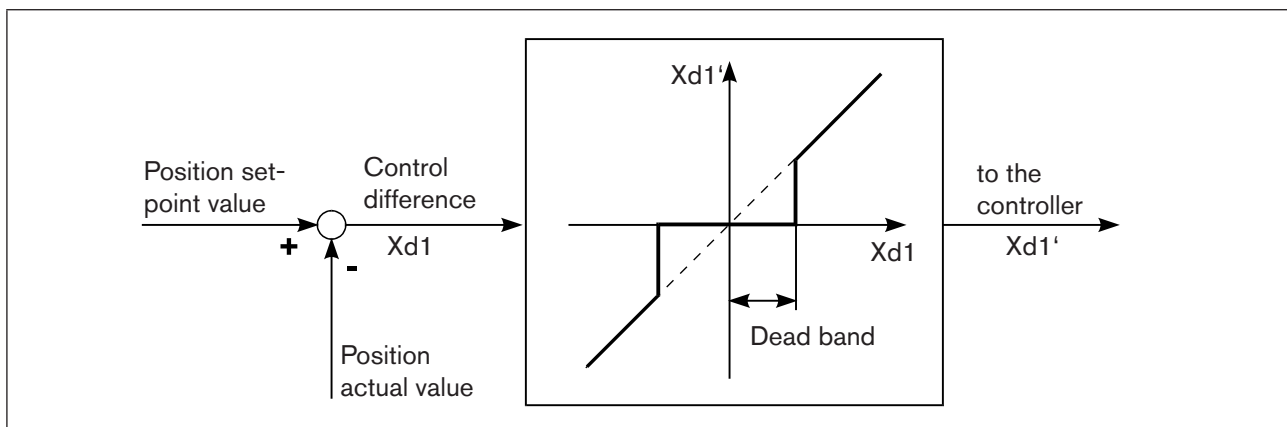 Position set-
point value
+
-
Control
difference
Xd1
Position
actual value
Xd1‘
Xd1
Dead band
to the
controller
Xd1‘